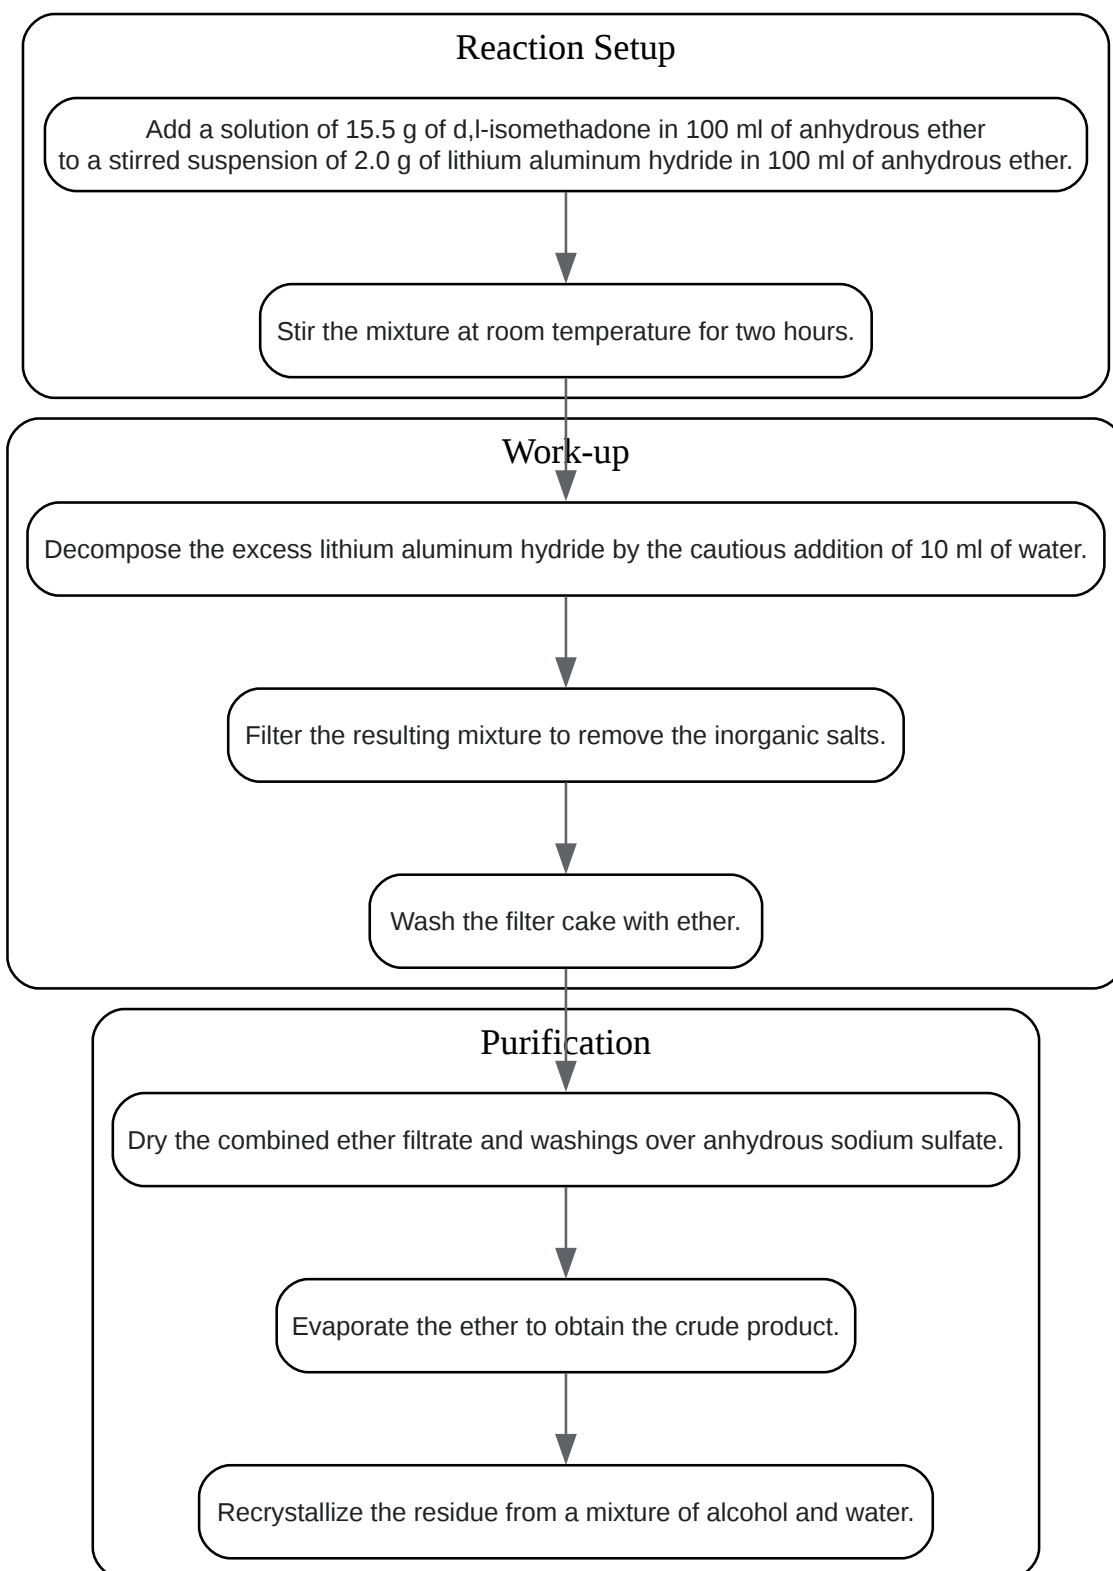 Reaction Setup
Add a solution of 15.5 g of d,l-isomethadone in 100 ml of anhydrous ether
to a stirred suspension of 2.0 g of lithium aluminum hydride in 100 ml of anhydrous ether.
Stir the mixture at room temperature for two hours.
Work-up
Decompose the excess lithium aluminum hydride by the cautious addition of 10 ml of water.
Filter the resulting mixture to remove the inorganic salts.
Wash the filter cake with ether.
Purification
Dry the combined ether filtrate and washings over anhydrous sodium sulfate.
Evaporate the ether to obtain the crude product.
Recrystallize the residue from a mixture of alcohol and water.